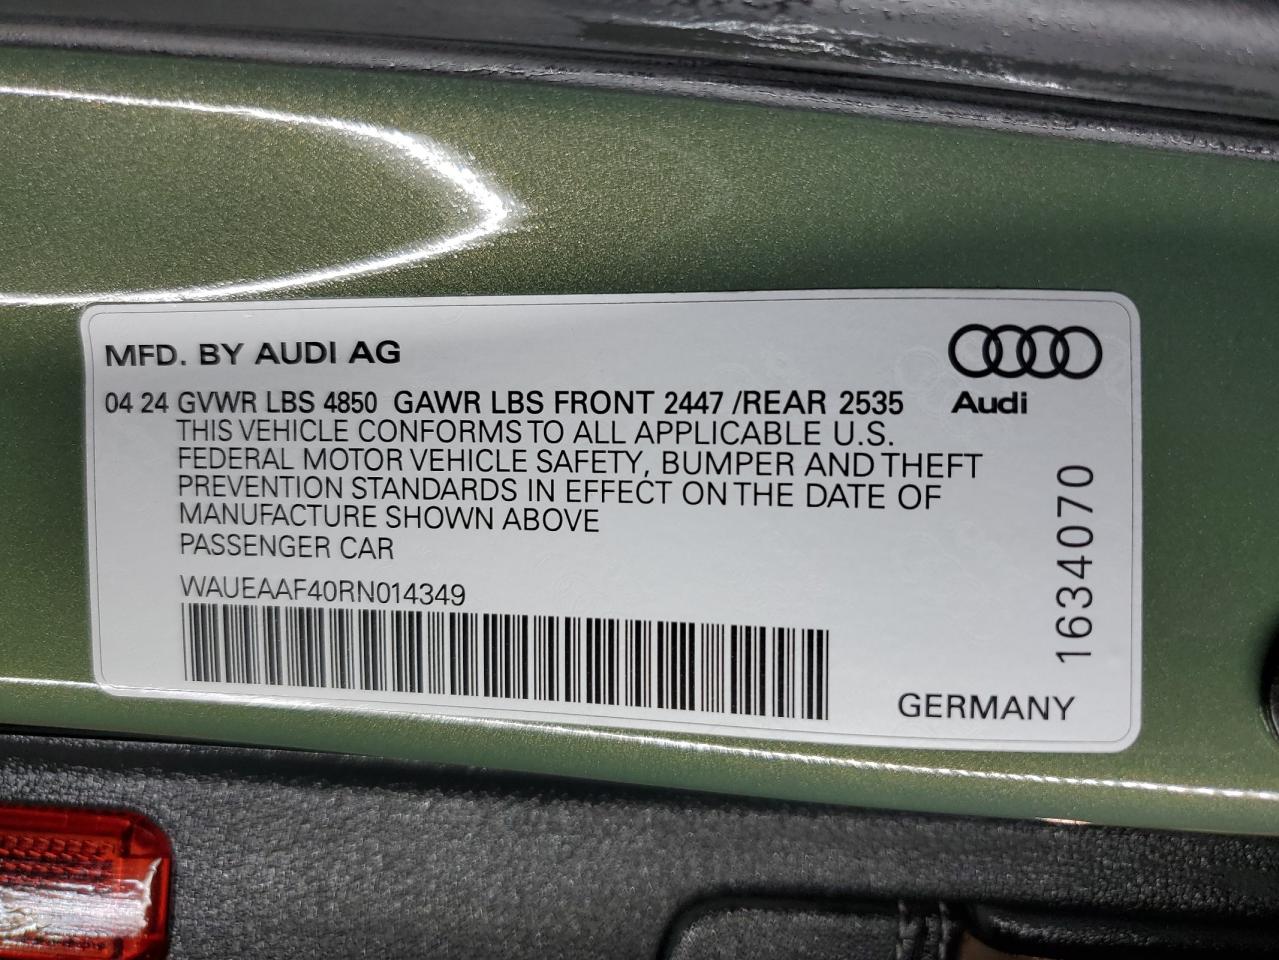 MFD. BY AUDI AG
04 24 GVWR LBS 4850 GAWR LBS FRONT 2447 /REAR 2535
Audi
THIS VEHICLE CONFORMS TO ALL APPLICABLE U.S.
FEDERAL MOTOR VEHICLE SAFETY, BUMPER AND THEFT
PREVENTION STANDARDS IN EFFECT ON THE DATE OF
MANUFACTURE SHOWN ABOVE
PASSENGER CAR
WAUEAAF40RN014349
1634070
GERMANY